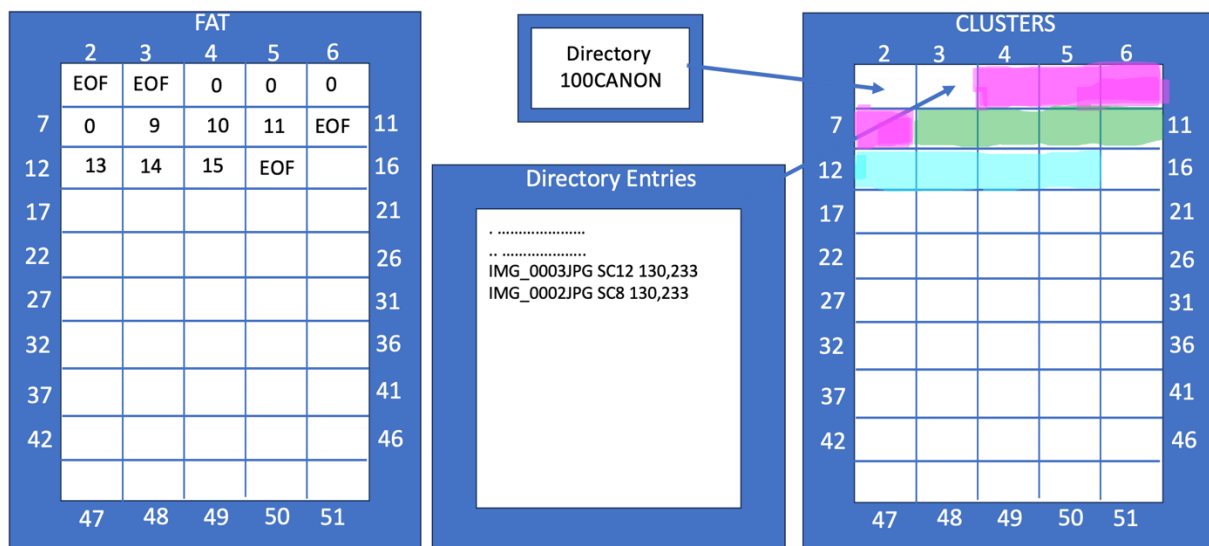 FAT
2 3 4 5 6
EOF EOF 0 0 0
7 0 9 10 11 EOF 11
12 13 14 15 EOF 16
17 21
22 26
27 31
32 36
37 41
42 46
47 48 49 50 51
Directory
100CANON
Directory Entries
. .....................
.. ....................
IMG_0003JPG SC12 130,233
IMG_0002JPG SC8 130,233
CLUSTERS
2 3 4 5 6
7 11
12 16
17 21
22 26
27 31
32 36
37 41
42 46
47 48 49 50 51